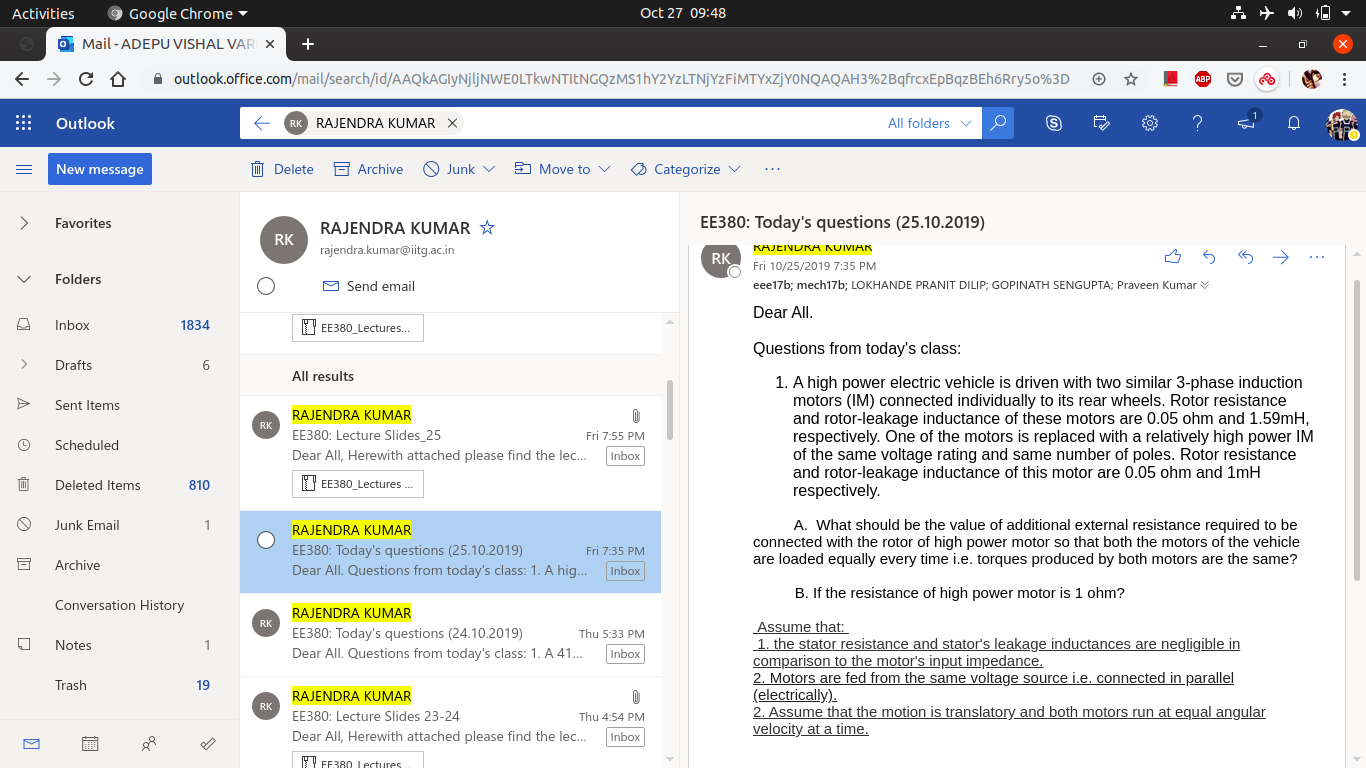 Activities
Google Chrome
Oct 27 09:48
Mail - ADEPU VISHAL VAR
outlook.office.com/mail/search/id/AAQkAGIyNjljNWE0LTkwNTItNGQzMS1hY2YzLTNjYzFiMTYxZjY0NQAQAH3%2BqfrcxEpBqzBEh6Rry5o%3D
ABP
Outlook
RK RAJENDRA KUMAR
All folders
1
New message
Delete
Archive
Junk
Move to
Categorize
Favorites
Folders
Inbox 1834
Drafts 6
Sent Items
Scheduled
Deleted Items 810
Junk Email 1
Archive
Conversation History
Notes 1
Trash 19
RK
RAJENDRA KUMAR
rajendra.kumar@iitg.ac.in
Send email
EE380_Lectures...
All results
RK
RAJENDRA KUMAR
EE380: Lecture Slides_25 Fri 7:55 PM
Dear All, Herewith attached please find the lec... Inbox
EE380_Lectures ...
RAJENDRA KUMAR
EE380: Today's questions (25.10.2019) Fri 7:35 PM
Dear All. Questions from today's class: 1. A hig... Inbox
RK
RAJENDRA KUMAR
EE380: Today's questions (24.10.2019) Thu 5:33 PM
Dear All. Questions from today's class: 1. A 41... Inbox
RK
RAJENDRA KUMAR
EE380: Lecture Slides 23-24 Thu 4:54 PM
Dear All, Herewith attached please find the lec... Inbox
EE380_Lectures...
EE380: Today's questions (25.10.2019)
RK
RAJENDRA KUMAR
Fri 10/25/2019 7:35 PM
eee17b; mech17b; LOKHANDE PRANIT DILIP; GOPINATH SENGUPTA; Praveen Kumar
Dear All.
Questions from today's class:
1. A high power electric vehicle is driven with two similar 3-phase induction
motors (IM) connected individually to its rear wheels. Rotor resistance
and rotor-leakage inductance of these motors are 0.05 ohm and 1.59mH,
respectively. One of the motors is replaced with a relatively high power IM
of the same voltage rating and same number of poles. Rotor resistance
and rotor-leakage inductance of this motor are 0.05 ohm and 1mH
respectively.
A. What should be the value of additional external resistance required to be
connected with the rotor of high power motor so that both the motors of the vehicle
are loaded equally every time i.e. torques produced by both motors are the same?
B. If the resistance of high power motor is 1 ohm?
Assume that:
1. the stator resistance and stator's leakage inductances are negligible in
comparison to the motor's input impedance.
2. Motors are fed from the same voltage source i.e. connected in parallel
(electrically).
2. Assume that the motion is translatory and both motors run at equal angular
velocity at a time.